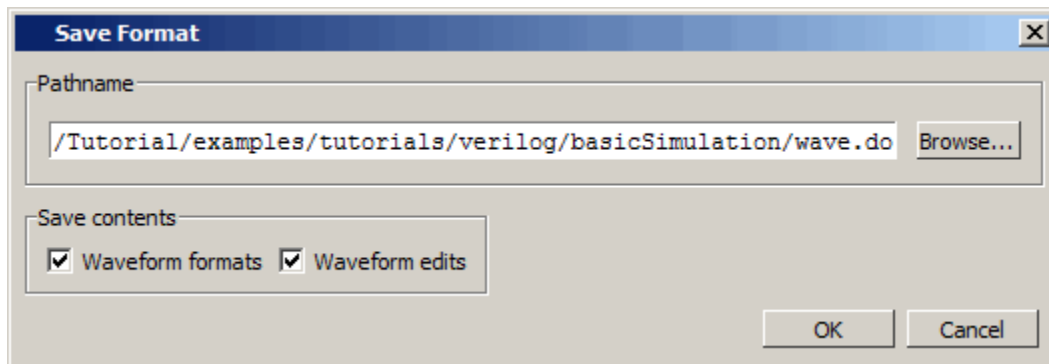 Save Format
Pathname
/Tutorial/examples/tutorials/verilog/basicSimulation/wave.do Browse...
Save contents
Waveform formats Waveform edits
OK Cancel